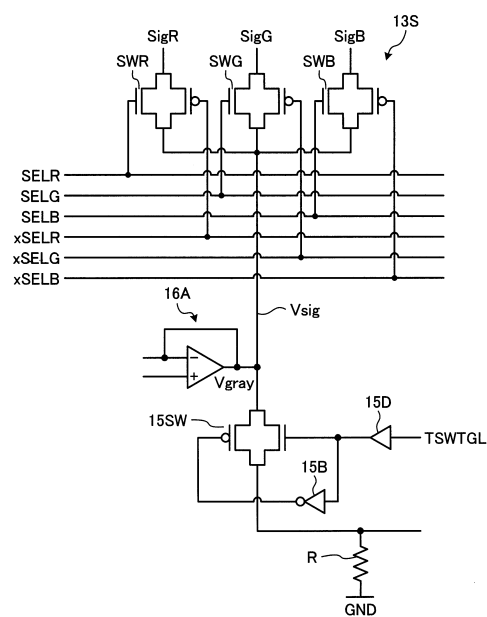 13S
SigR SigG SigB
SWR SWG SWB
SELR
SELG
SELB
xSELR
xSELG
xSELB
16A
Vsig
−
+
Vgray
15SW
15D
TSWTGL
15B
R
GND